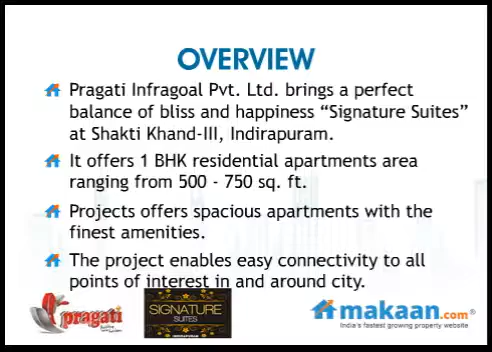 OVERVIEW
Pragati Infragoal Pvt. Ltd. brings a perfect
balance of bliss and happiness “Signature Suites”
at Shakti Khand-III, Indirapuram.
It offers 1 BHK residential apartments area
ranging from 500 - 750 sq. ft.
Projects offers spacious apartments with the
finest amenities.
The project enables easy connectivity to all
points of interest in and around city.
pragati
SIGNATURE
SUITES
makaan.com®
India's fastest growing property website